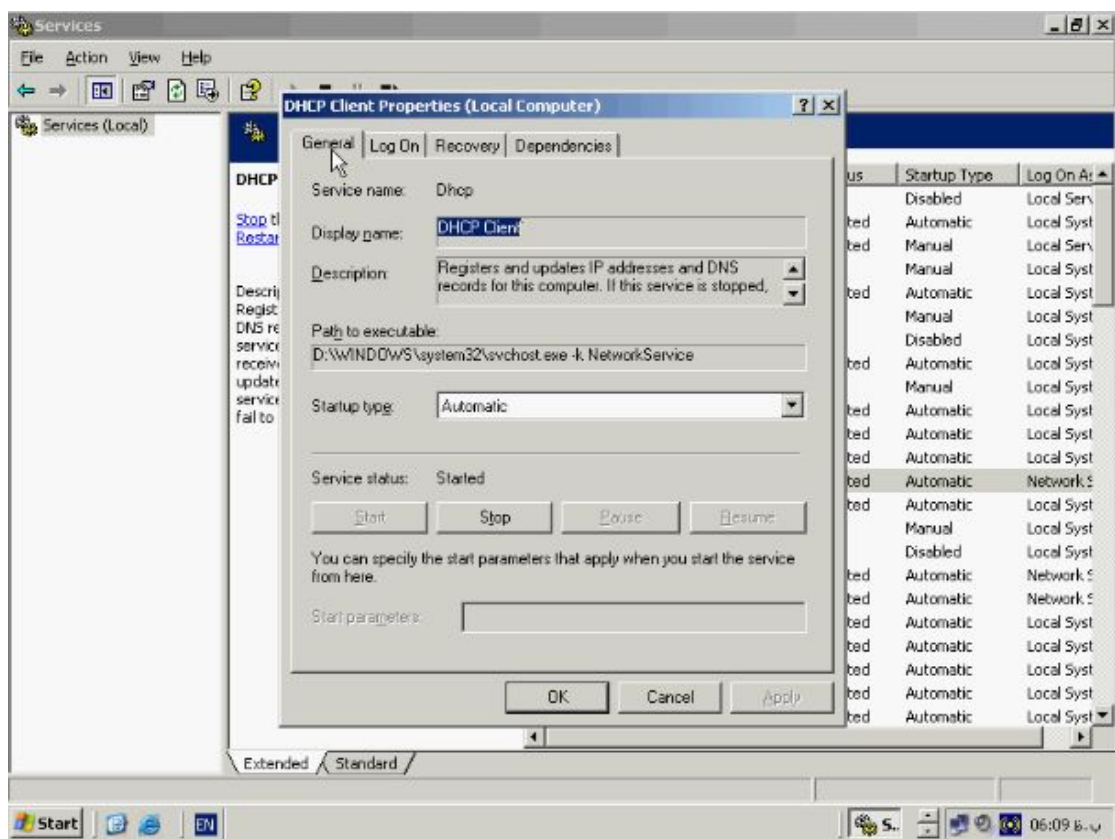 Services
File Action View Help
Services (Local)
DHCP
Stop
Restar
Descrip
Regist
DNS re
service
receiv
update
service
fail to
DHCP Client Properties (Local Computer)
General Log On Recovery Dependencies
Service name: Dhcp
Display name: DHCP Client
Description: Registers and updates IP addresses and DNS
records for this computer. If this service is stopped,
Path to executable:
D:\WINDOWS\system32\svchost.exe -k NetworkService
Startup type: Automatic
Service status: Started
Start Stop Pause Resume
You can specify the start parameters that apply when you start the service
from here.
Start parameters:
OK Cancel Apply
us Startup Type Log On As
Disabled Local Serv
ted Automatic Local Syst
ted Manual Local Serv
Manual Local Syst
ted Automatic Local Syst
Manual Local Syst
Disabled Local Syst
ted Automatic Local Syst
Manual Local Syst
ted Automatic Local Syst
ted Automatic Local Syst
ted Automatic Local Syst
ted Automatic Network S
ted Automatic Local Syst
Manual Local Syst
Disabled Local Syst
ted Automatic Network S
ted Automatic Network S
ted Automatic Local Syst
ted Automatic Local Syst
ted Automatic Local Syst
ted Automatic Local Syst
ted Automatic Local Syst
Extended Standard
Start EN S.. 06:09